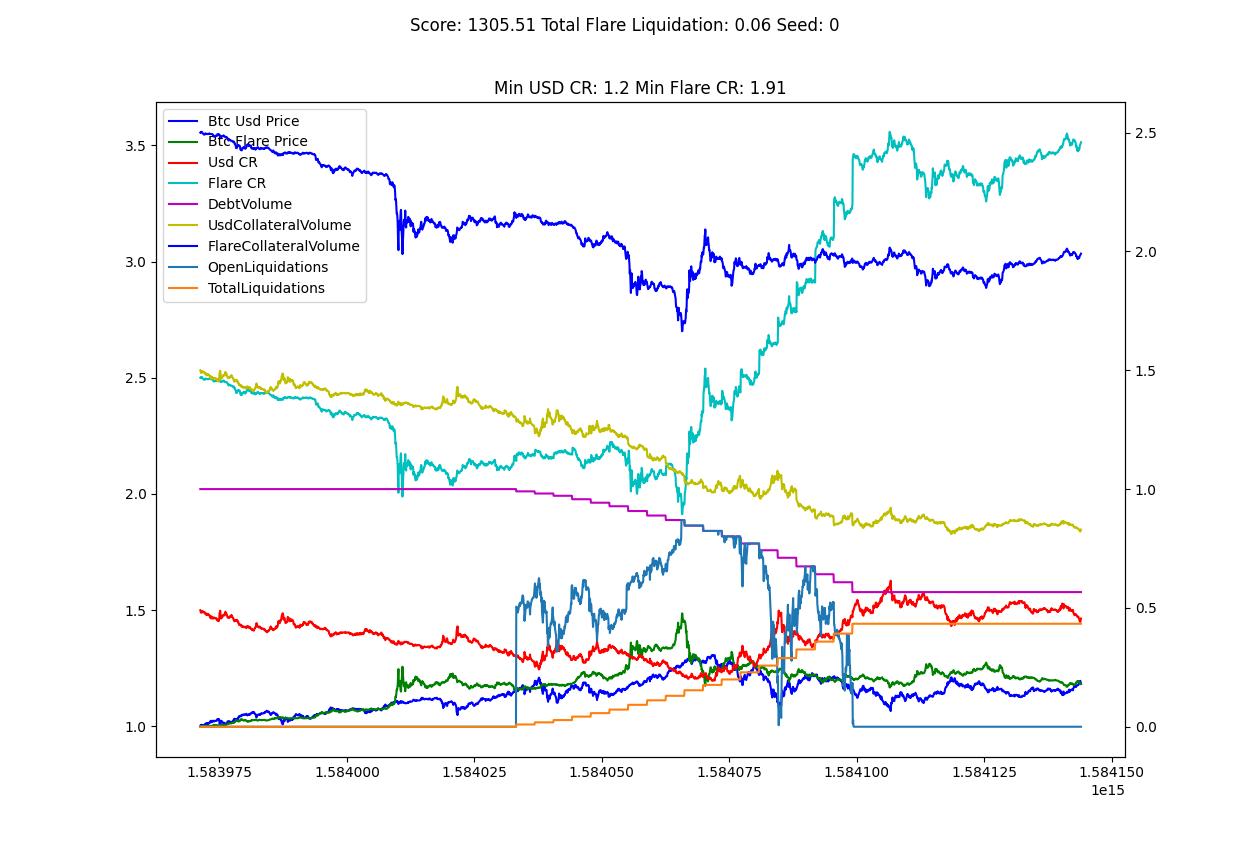 Score: 1305.51 Total Flare Liquidation: 0.06 Seed: 0
Min USD CR: 1.2 Min Flare CR: 1.91
Btc Usd Price
Btc Flare Price
Usd CR
Flare CR
DebtVolume
UsdCollateralVolume
FlareCollateralVolume
OpenLiquidations
TotalLiquidations
3.5
3.0
2.5
2.0
1.5
1.0
2.5
2.0
1.5
1.0
0.5
0.0
1.583975 1.584000 1.584025 1.584050 1.584075 1.584100 1.584125 1.584150
1e15